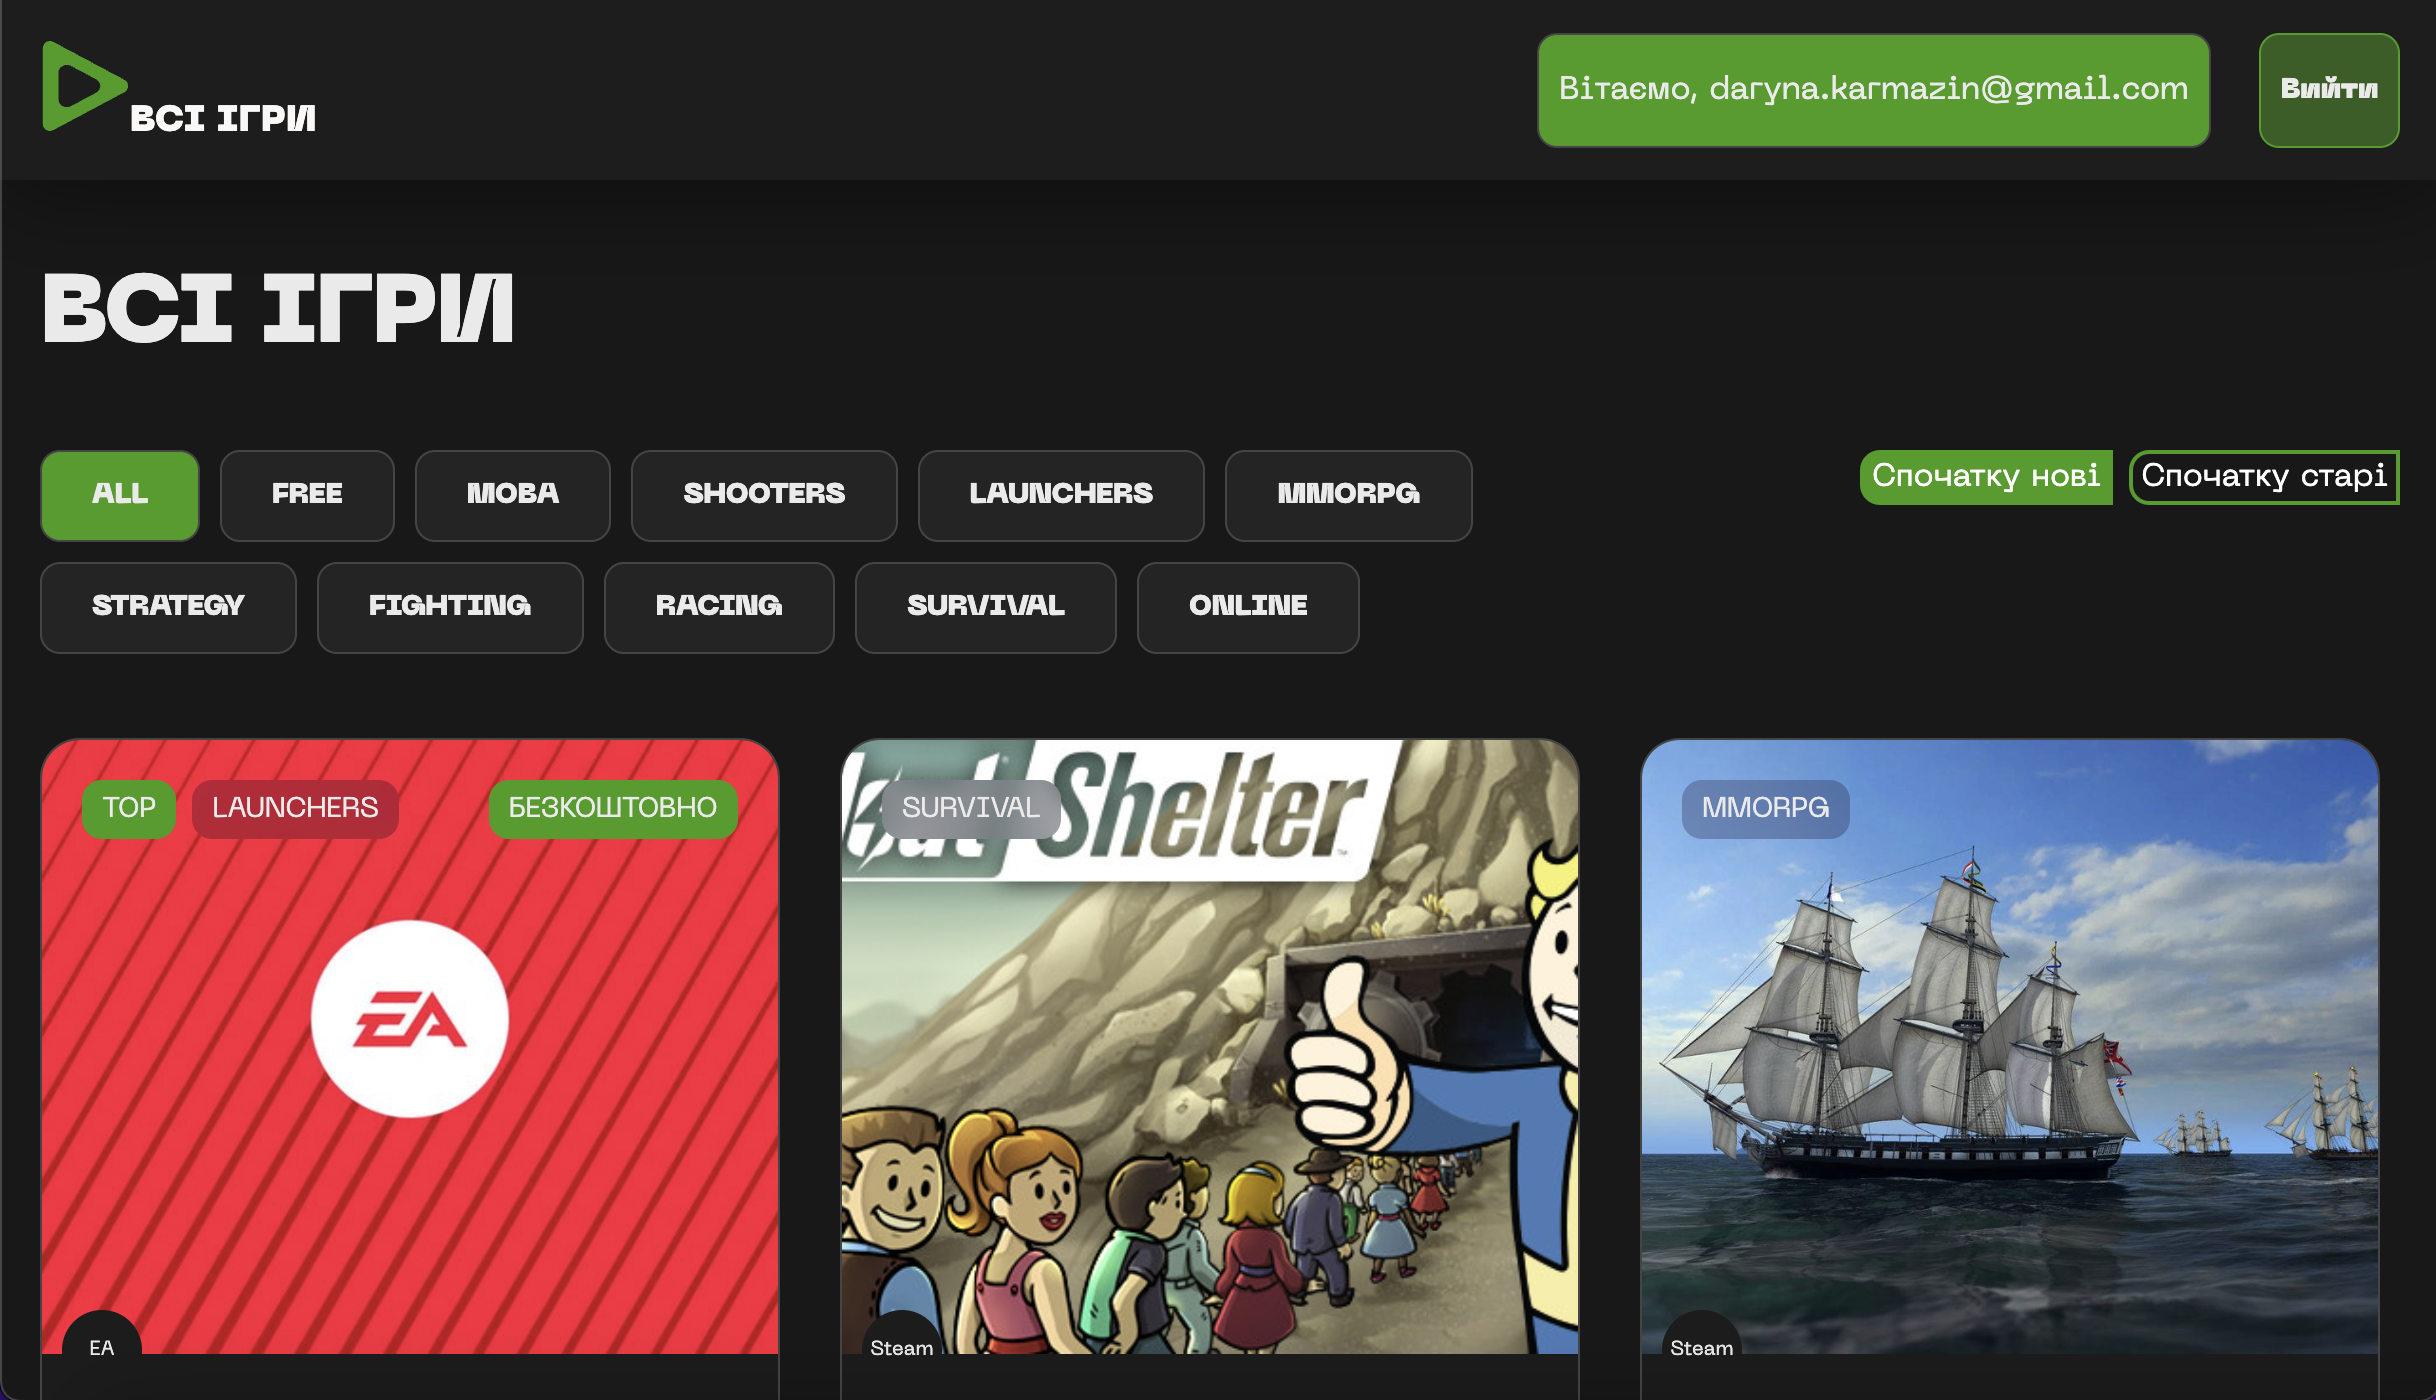 ВСІ ІГРИ
Вітаємо, daryna.karmazin@gmail.com
Вийти
ВСІ ІГРИ
ALL FREE MOBA SHOOTERS LAUNCHERS MMORPG
Спочатку нові Спочатку старі
STRATEGY FIGHTING RACING SURVIVAL ONLINE
TOP LAUNCHERS БЕЗКОШТОВНО
EA
EA
SURVIVAL
Shelter
Steam
MMORPG
Steam